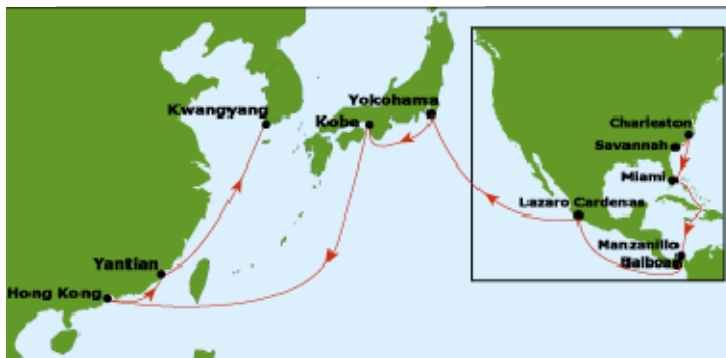 Yokohama
Kwangyang
Kobe
Charleston
Savannah
Miami
Lazaro Cardenas
Manzanillo
Balboa
Yantian
Hong Kong